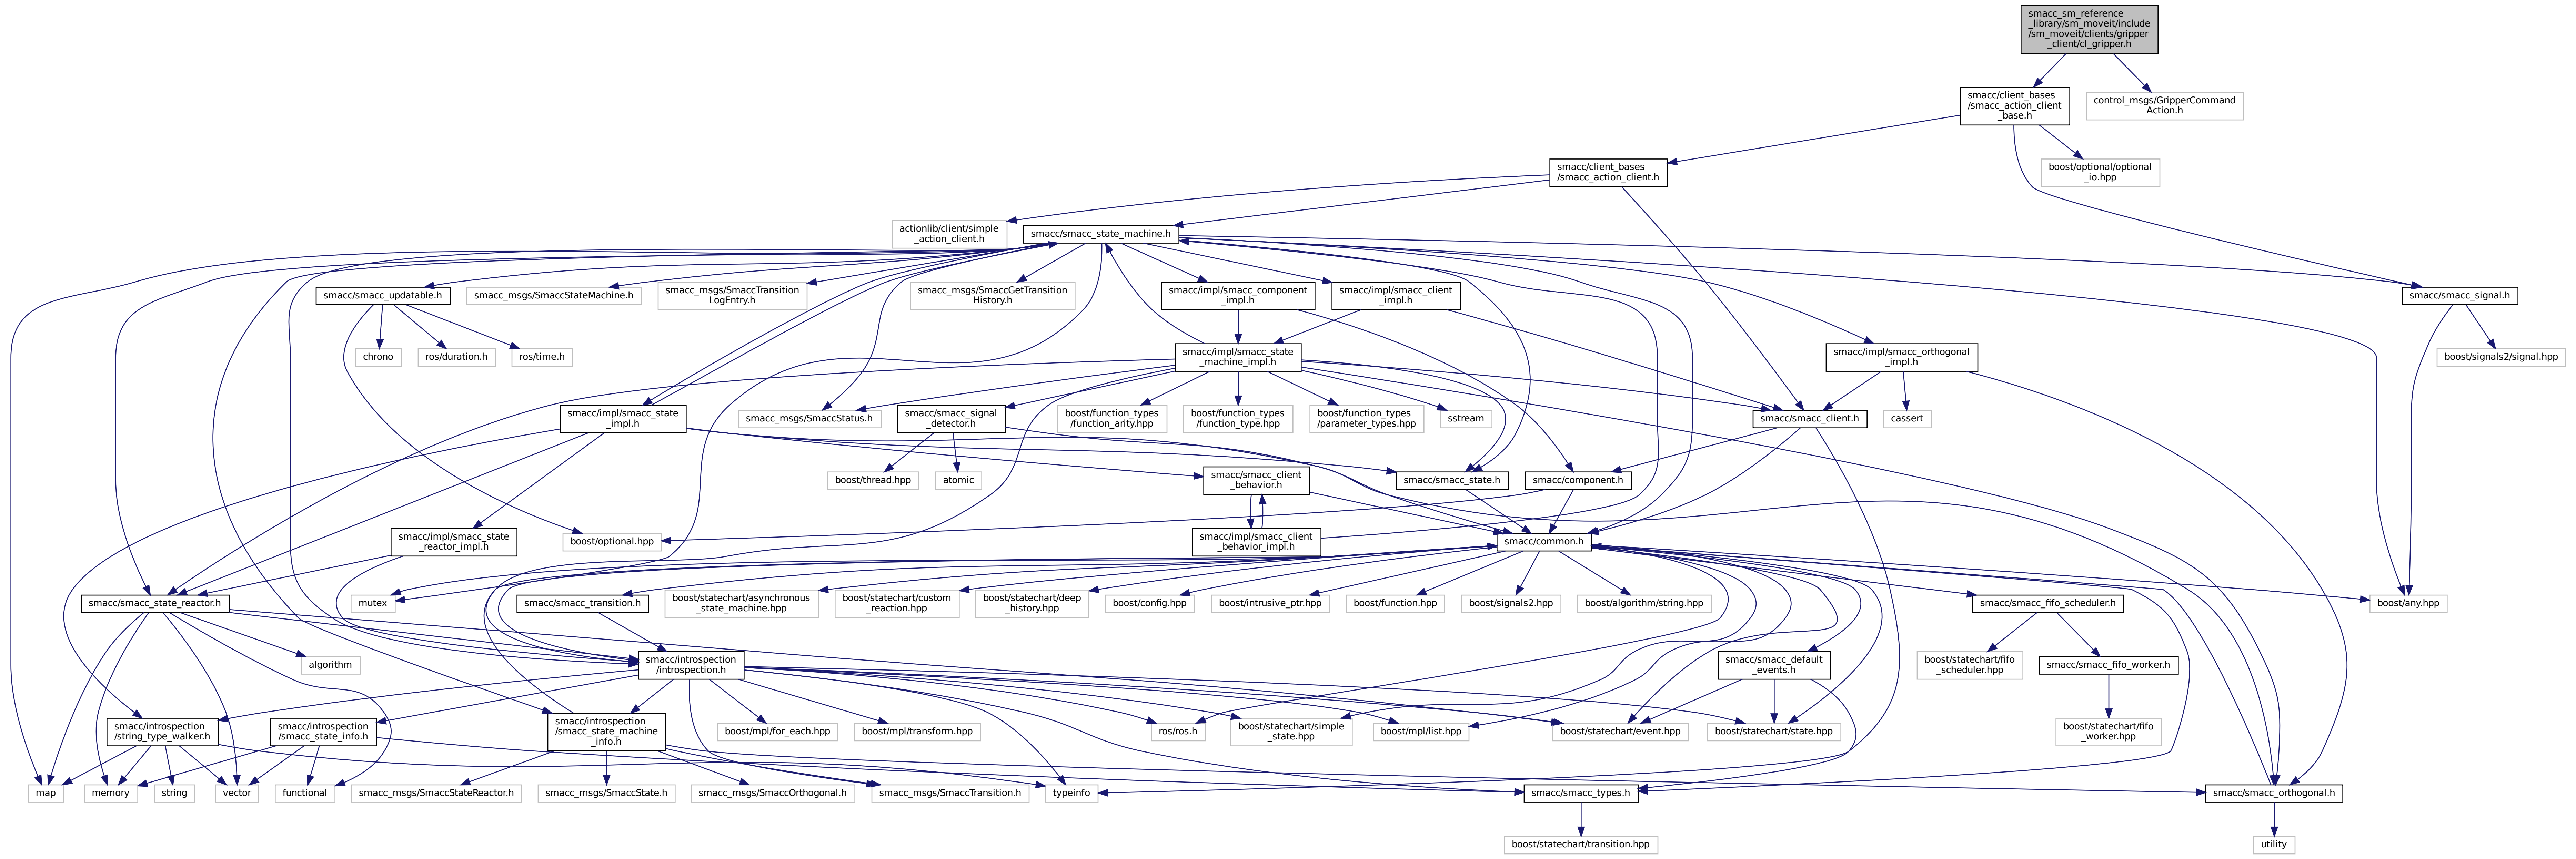 smacc_sm_reference
_library/sm_moveit/include
/sm_moveit/clients/gripper
_client/cl_gripper.h
smacc/client_bases
/smacc_action_client
_base.h
control_msgs/GripperCommand
Action.h
smacc/client_bases
/smacc_action_client.h
boost/optional/optional
_io.hpp
actionlib/client/simple
_action_client.h
smacc/smacc_state_machine.h
smacc/smacc_updatable.h
smacc_msgs/SmaccStateMachine.h
smacc_msgs/SmaccTransition
LogEntry.h
smacc_msgs/SmaccGetTransition
History.h
smacc/impl/smacc_component
_impl.h
smacc/impl/smacc_client
_impl.h
smacc/smacc_signal.h
chrono
ros/duration.h
ros/time.h
smacc/impl/smacc_state
_machine_impl.h
smacc/impl/smacc_orthogonal
_impl.h
boost/signals2/signal.hpp
smacc/impl/smacc_state
_impl.h
smacc_msgs/SmaccStatus.h
smacc/smacc_signal
_detector.h
boost/function_types
/function_arity.hpp
boost/function_types
/function_type.hpp
boost/function_types
/parameter_types.hpp
sstream
smacc/smacc_client.h
cassert
boost/thread.hpp
atomic
smacc/smacc_client
_behavior.h
smacc/smacc_state.h
smacc/component.h
smacc/impl/smacc_state
_reactor_impl.h
boost/optional.hpp
smacc/impl/smacc_client
_behavior_impl.h
smacc/common.h
smacc/smacc_state_reactor.h
mutex
smacc/smacc_transition.h
boost/statechart/asynchronous
_state_machine.hpp
boost/statechart/custom
_reaction.hpp
boost/statechart/deep
_history.hpp
boost/config.hpp
boost/intrusive_ptr.hpp
boost/function.hpp
boost/signals2.hpp
boost/algorithm/string.hpp
smacc/smacc_fifo_scheduler.h
boost/any.hpp
algorithm
smacc/introspection
/introspection.h
smacc/smacc_default
_events.h
boost/statechart/fifo
_scheduler.hpp
smacc/smacc_fifo_worker.h
smacc/introspection
/string_type_walker.h
smacc/introspection
/smacc_state_info.h
smacc/introspection
/smacc_state_machine
_info.h
boost/mpl/for_each.hpp
boost/mpl/transform.hpp
ros/ros.h
boost/statechart/simple
_state.hpp
boost/mpl/list.hpp
boost/statechart/event.hpp
boost/statechart/state.hpp
boost/statechart/fifo
_worker.hpp
map
memory
string
vector
functional
smacc_msgs/SmaccStateReactor.h
smacc_msgs/SmaccState.h
smacc_msgs/SmaccOrthogonal.h
smacc_msgs/SmaccTransition.h
typeinfo
smacc/smacc_types.h
smacc/smacc_orthogonal.h
boost/statechart/transition.hpp
utility